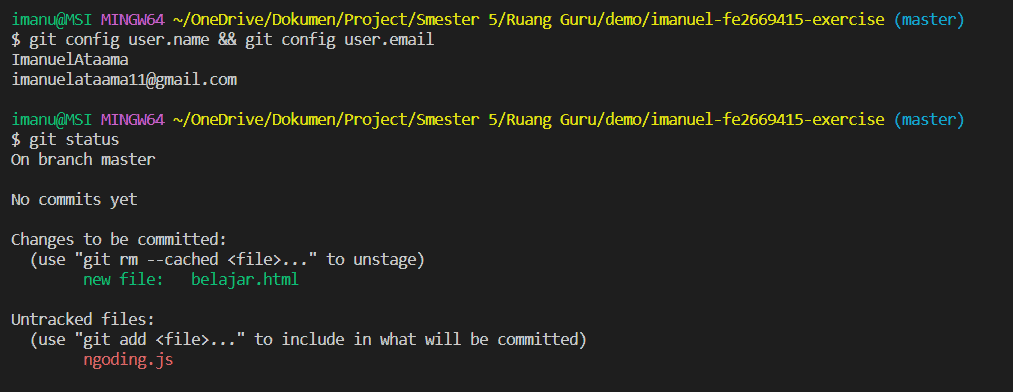 imanu@MSI MINGW64 ~/OneDrive/Dokumen/Project/Smester 5/Ruang Guru/demo/imanuel-fe2669415-exercise (master)
$ git config user.name && git config user.email
ImanuelAtaama
imanuelataama11@gmail.com

imanu@MSI MINGW64 ~/OneDrive/Dokumen/Project/Smester 5/Ruang Guru/demo/imanuel-fe2669415-exercise (master)
$ git status
On branch master

No commits yet

Changes to be committed:
  (use "git rm --cached <file>..." to unstage)
        new file:   belajar.html

Untracked files:
  (use "git add <file>..." to include in what will be committed)
        ngoding.js